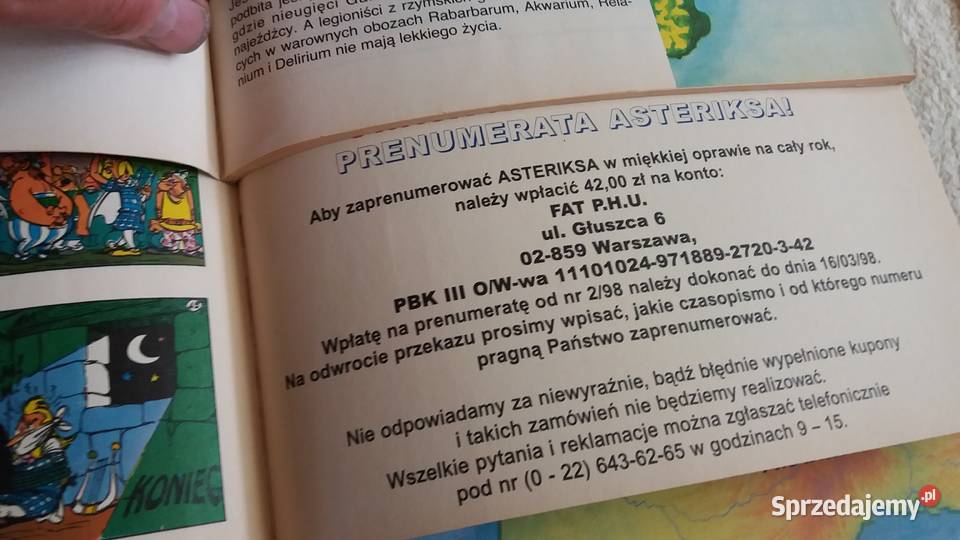 podbita
gdzie nieugięci
najeźdźcy. A legioniści z rzymskich
cych w warownych obozach Rabarbarum, Akwarium, Rela-
nium i Delirium nie mają lekkiego życia.
PRENUMERATA ASTERIKSA!
Aby zaprenumerować ASTERIKSA w miękkiej oprawie na cały rok,
należy wpłacić 42,00 zł na konto:
FAT P.H.U.
ul. Głuszca 6
02-859 Warszawa,
PBK III O/W-wa 11101024-971889-2720-3-42
Wpłatę na prenumeratę od nr 2/98 należy dokonać do dnia 16/03/98.
Na odwrocie przekazu prosimy wpisać, jakie czasopismo i od którego numeru
pragną Państwo zaprenumerować.
Nie odpowiadamy za niewyraźnie, bądź błędnie wypełnione kupony
i takich zamówień nie będziemy realizować.
Wszelkie pytania i reklamacje można zgłaszać telefonicznie
pod nr (0 - 22) 643-62-65 w godzinach 9 – 15.
KONIEC
Sprzedajemy.pl